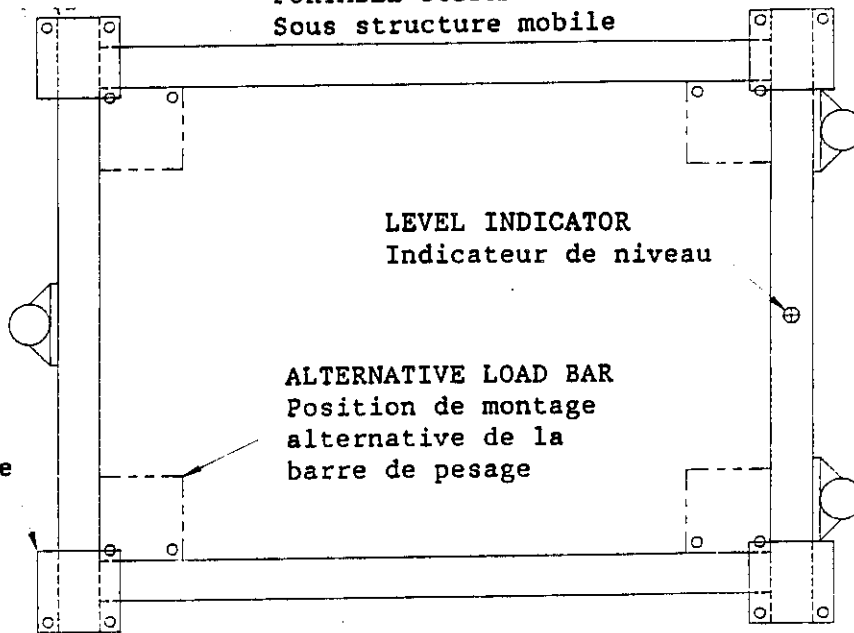 Sous structure mobile
LEVEL INDICATOR
Indicateur de niveau
ALTERNATIVE LOAD BAR
Position de montage
alternative de la
barre de pesage
e